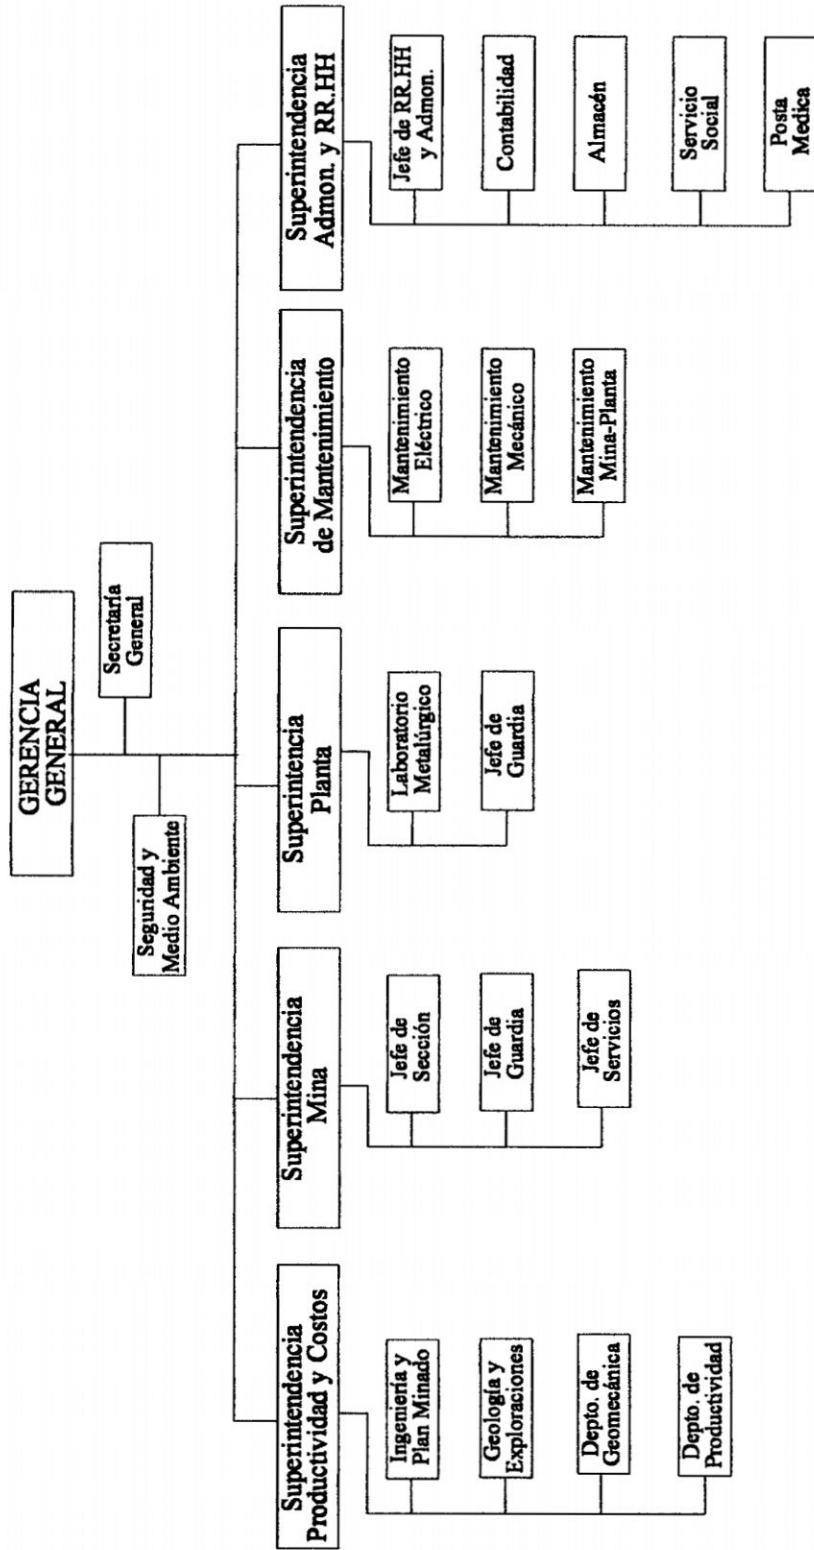 GERENCIA
GENERAL
Secretaría
General
Seguridad y
Medio Ambiente
Superintendencia
Productividad y Costos
Ingeniería y
Plan Minado
Geología y
Exploraciones
Depto. de
Geomecánica
Depto. de
Productividad
Superintendencia
Mina
Jefe de
Sección
Jefe de
Guardia
Jefe de
Servicios
Superintencia
Planta
Laboratorio
Metalúrgico
Jefe de
Guardia
Superintendencia
de Mantenimiento
Mantenimiento
Eléctrico
Mantenimiento
Mecánico
Mantenimiento
Mina-Planta
Superintendencia
Admon. y RR.HH
Jefe de RR.HH
y Admon.
Contabilidad
Almacén
Servicio
Social
Posta
Medica